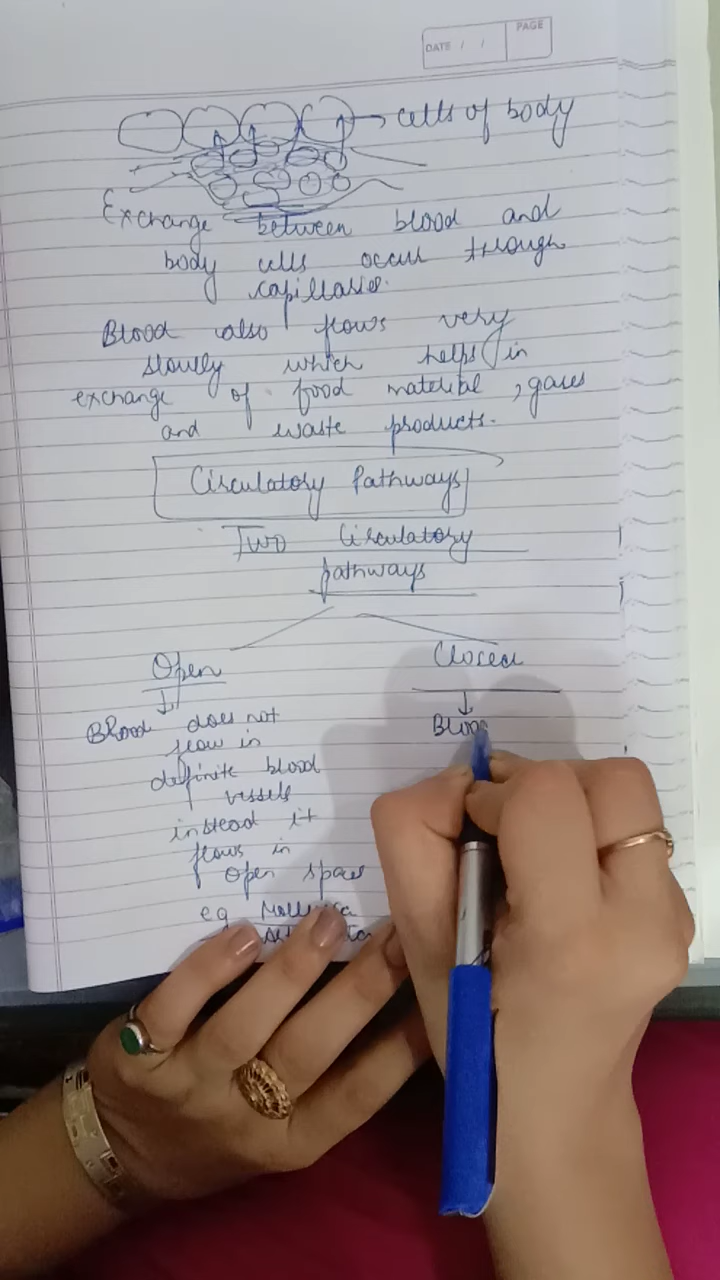 DATE / /
PAGE
cells of body
Exchange between blood and
body cells occur through
capillaries.
Blood also flows very
slowly which helps in
exchange of food material, gases
and waste products.
Circulatory Pathways
Two Circulatory
pathways
Open
Closed
Blood does not
flow in
definite blood
vessels
instead it
flows in
open spaces
eg Mollusca
Blood